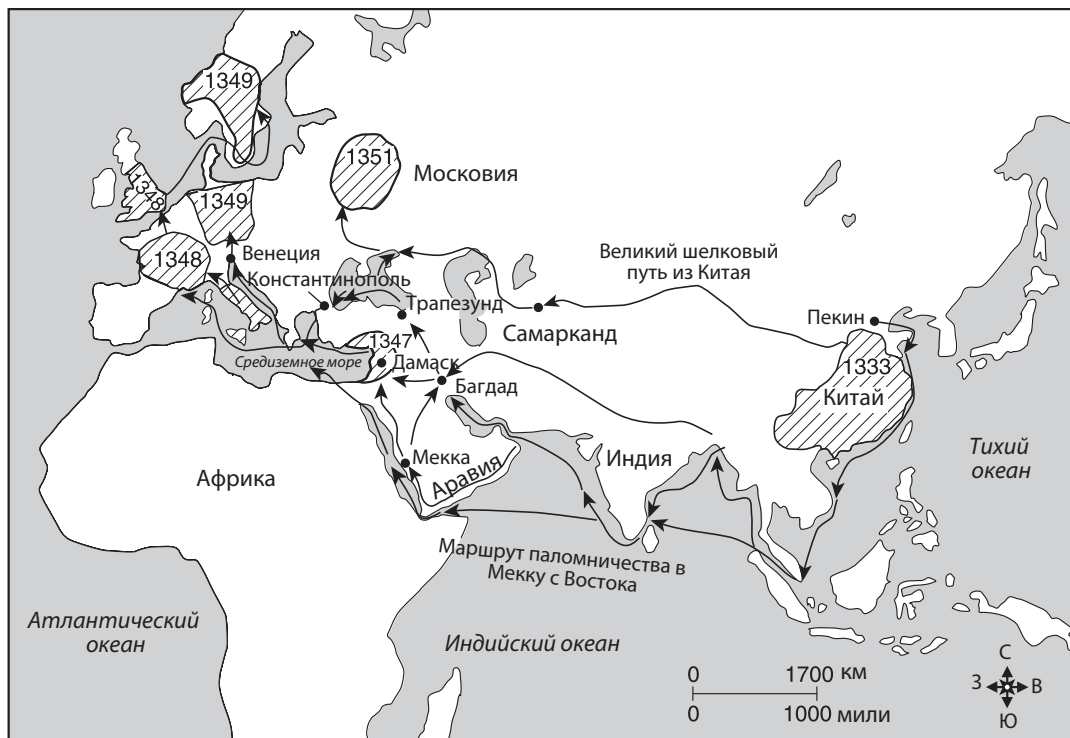 1349
1351
Московия
1348
1349
1348
Венеция
Константинополь
Великий шелковый
путь из Китая
Трапезунд
Самарканд
Пекин
1347
Средиземное море
Дамаск
Багдад
1333
Китай
Мекка
Аравия
Индия
Африка
Тихий
океан
Маршрут паломничества в
Мекку с Востока
Атлантический
океан
Индийский океан
0 1700 км
0 1000 мили
С
З В
Ю